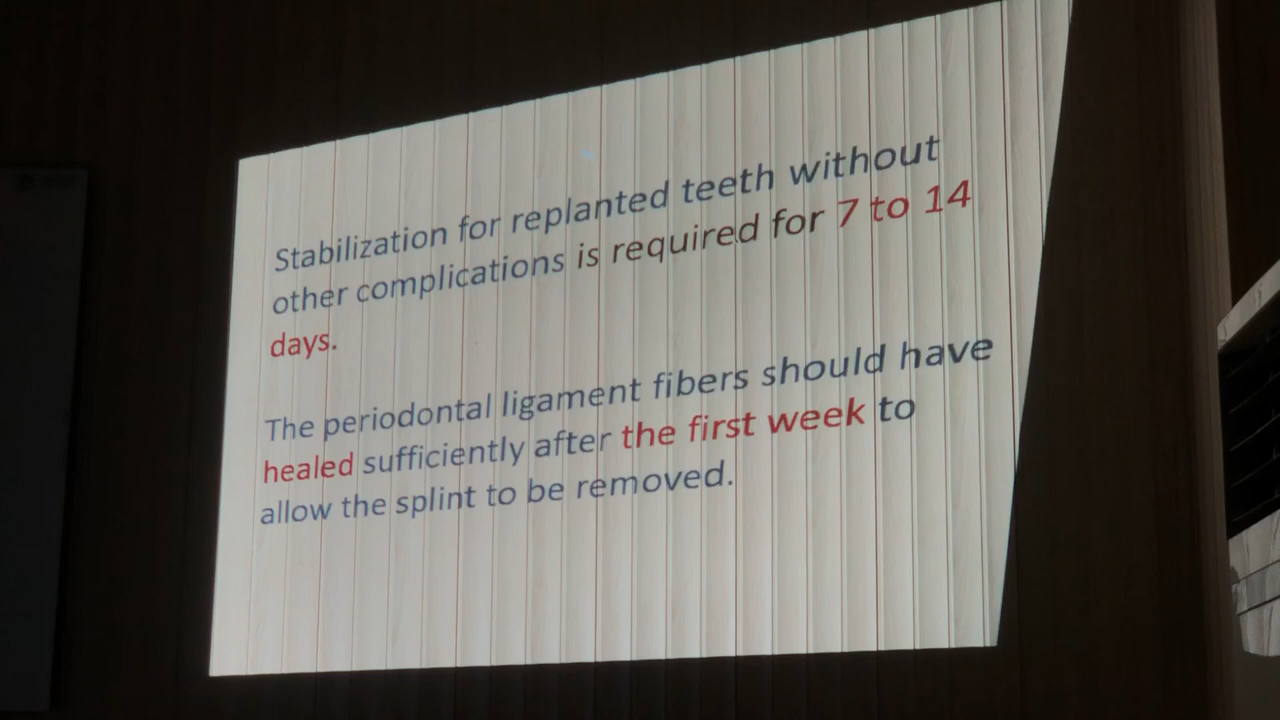 Stabilization for replanted teeth without
other complications is required for 7 to 14
days.
The periodontal ligament fibers should have
healed sufficiently after the first week to
allow the splint to be removed.